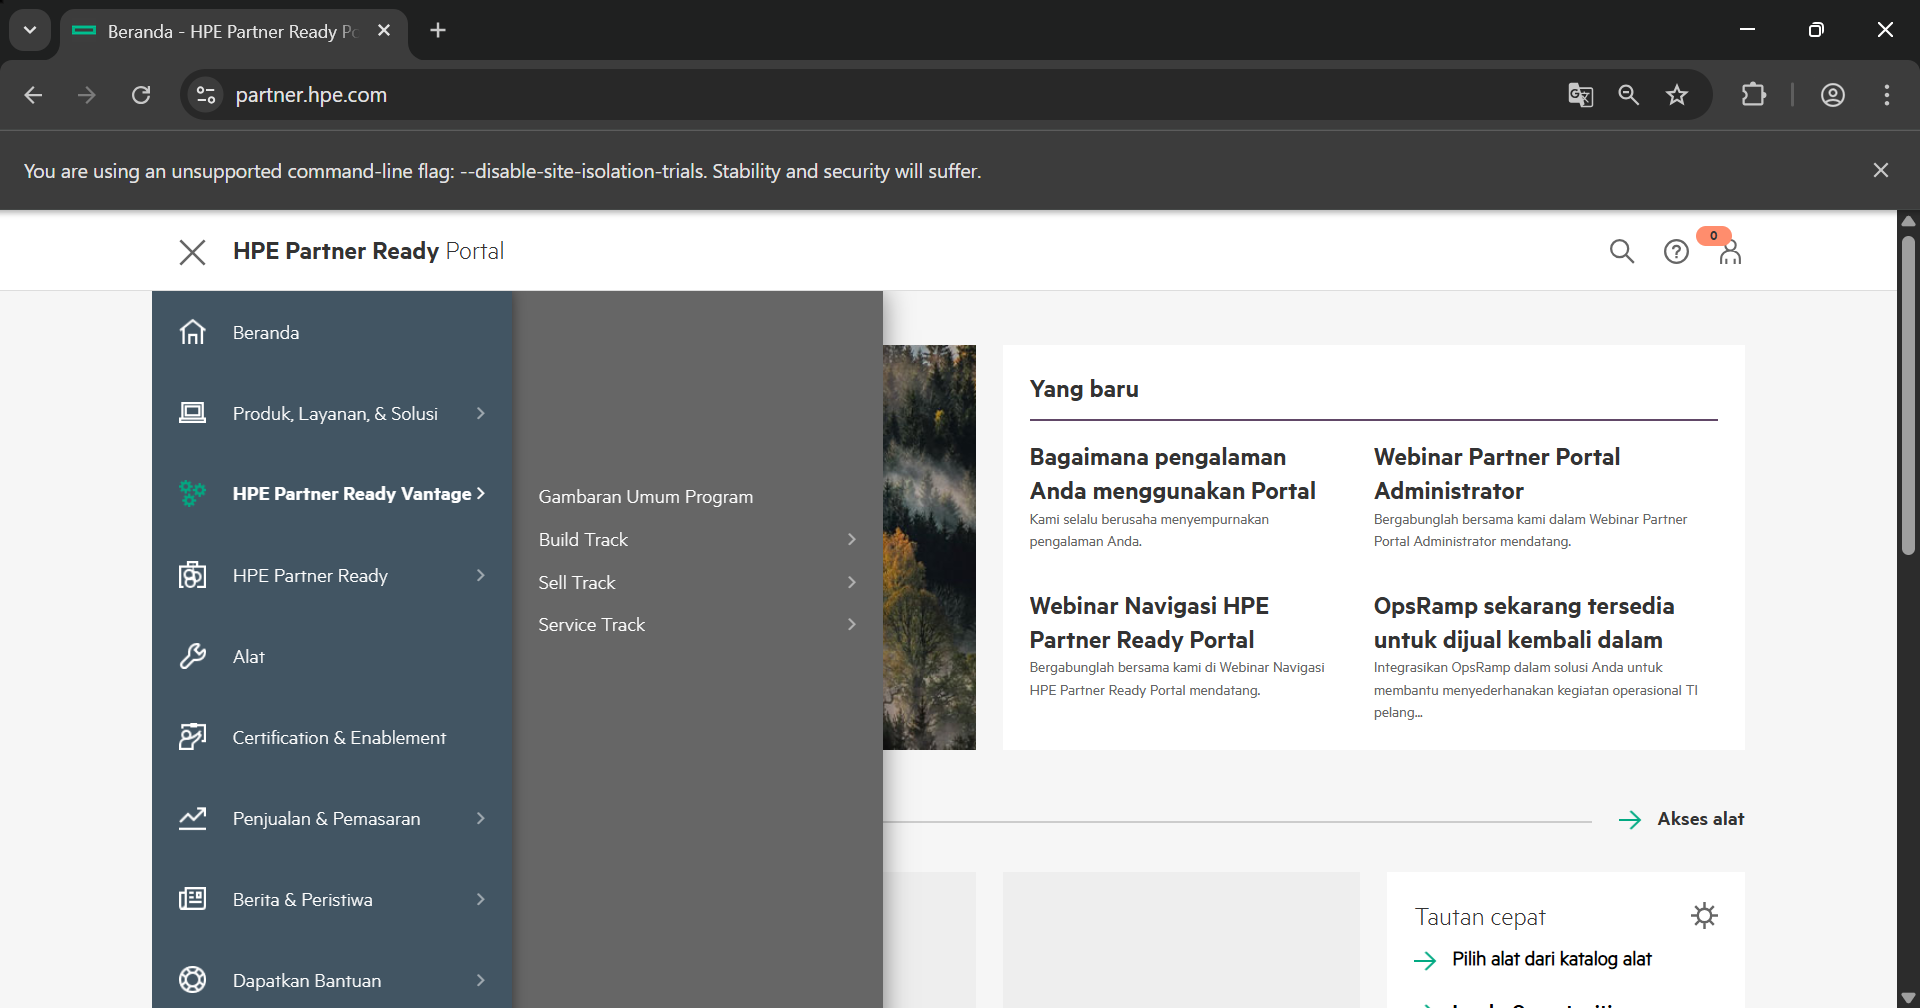 Beranda - HPE Partner Ready Po
partner.hpe.com
You are using an unsupported command-line flag: --disable-site-isolation-trials. Stability and security will suffer.
HPE Partner Ready Portal
0
Beranda
Produk, Layanan, & Solusi
HPE Partner Ready Vantage
HPE Partner Ready
Alat
Certification & Enablement
Penjualan & Pemasaran
Berita & Peristiwa
Dapatkan Bantuan
Gambaran Umum Program
Build Track
Sell Track
Service Track
Yang baru
Bagaimana pengalaman
Anda menggunakan Portal
Kami selalu berusaha menyempurnakan
pengalaman Anda.
Webinar Partner Portal
Administrator
Bergabunglah bersama kami dalam Webinar Partner
Portal Administrator mendatang.
Webinar Navigasi HPE
Partner Ready Portal
Bergabunglah bersama kami di Webinar Navigasi
HPE Partner Ready Portal mendatang.
OpsRamp sekarang tersedia
untuk dijual kembali dalam
Integrasikan OpsRamp dalam solusi Anda untuk
membantu menyederhanakan kegiatan operasional TI
pelang...
Akses alat
Tautan cepat
Pilih alat dari katalog alat